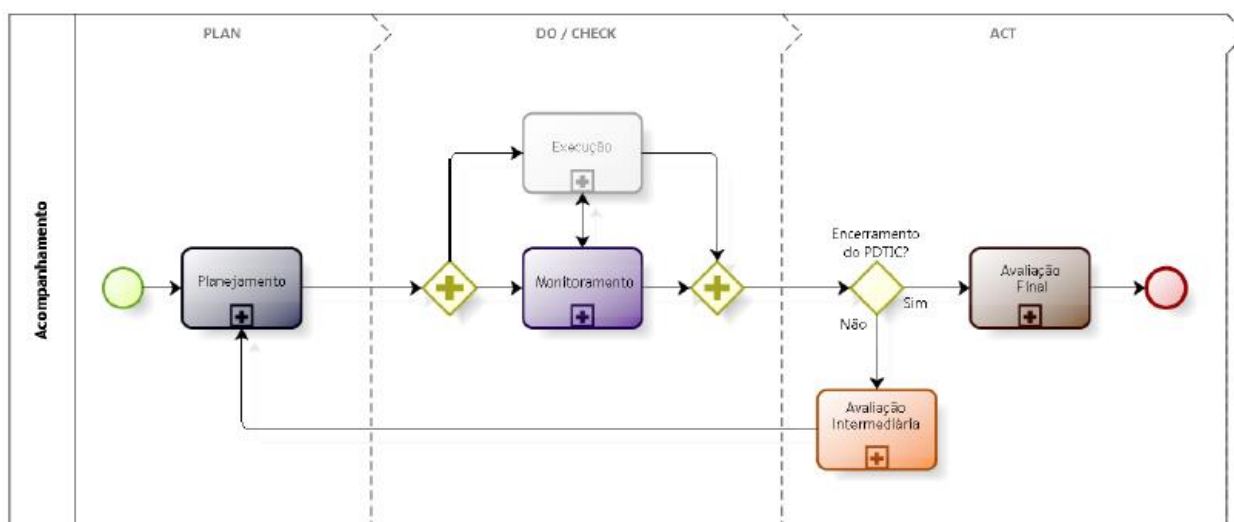 PLAN
DO / CHECK
ACT
Acompanhamento
Execução
Encerramento
do PDTIC?
Planejamento
Monitoramento
Avaliação
Final
Sim
Não
Avaliação
Intermediária